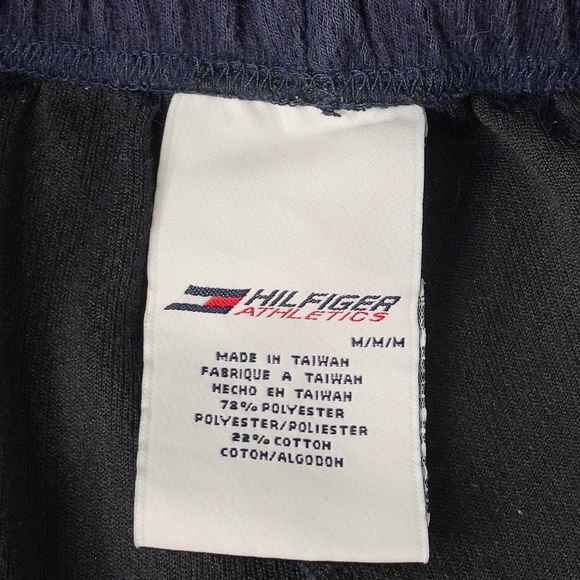 HILFIGER
ATHLETICS
M/M/M
MADE IN TAIWAN
FABRIQUE A TAIWAN
HECHO EN TAIWAN
78% POLYESTER
POLYESTER/POLIESTER
22% COTTON
COTON/ALGODON